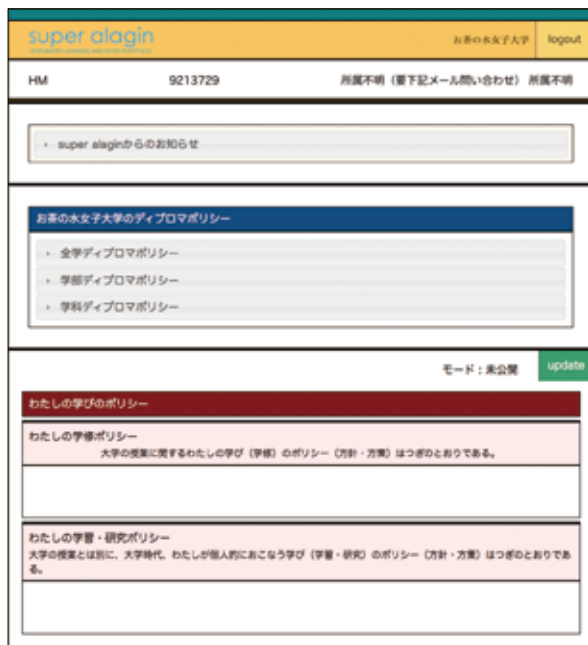 super alagin
お茶の水女子大学 logout
HM 9213729 所属不明（要下記メール問い合わせ） 所属不明
super alaginからのお知らせ
お茶の水女子大学のディプロマポリシー
全学ディプロマポリシー
学部ディプロマポリシー
学科ディプロマポリシー
モード：未公開 update
わたしの学びのポリシー
わたしの学修ポリシー
大学の授業に関するわたしの学び（学修）のポリシー（方針・方策）はつぎのとおりである。
わたしの学習・研究ポリシー
大学の授業とは別に、大学時代、わたしが個人的におこなう学び（学習・研究）のポリシー（方針・方策）はつぎのとおりであ
る。